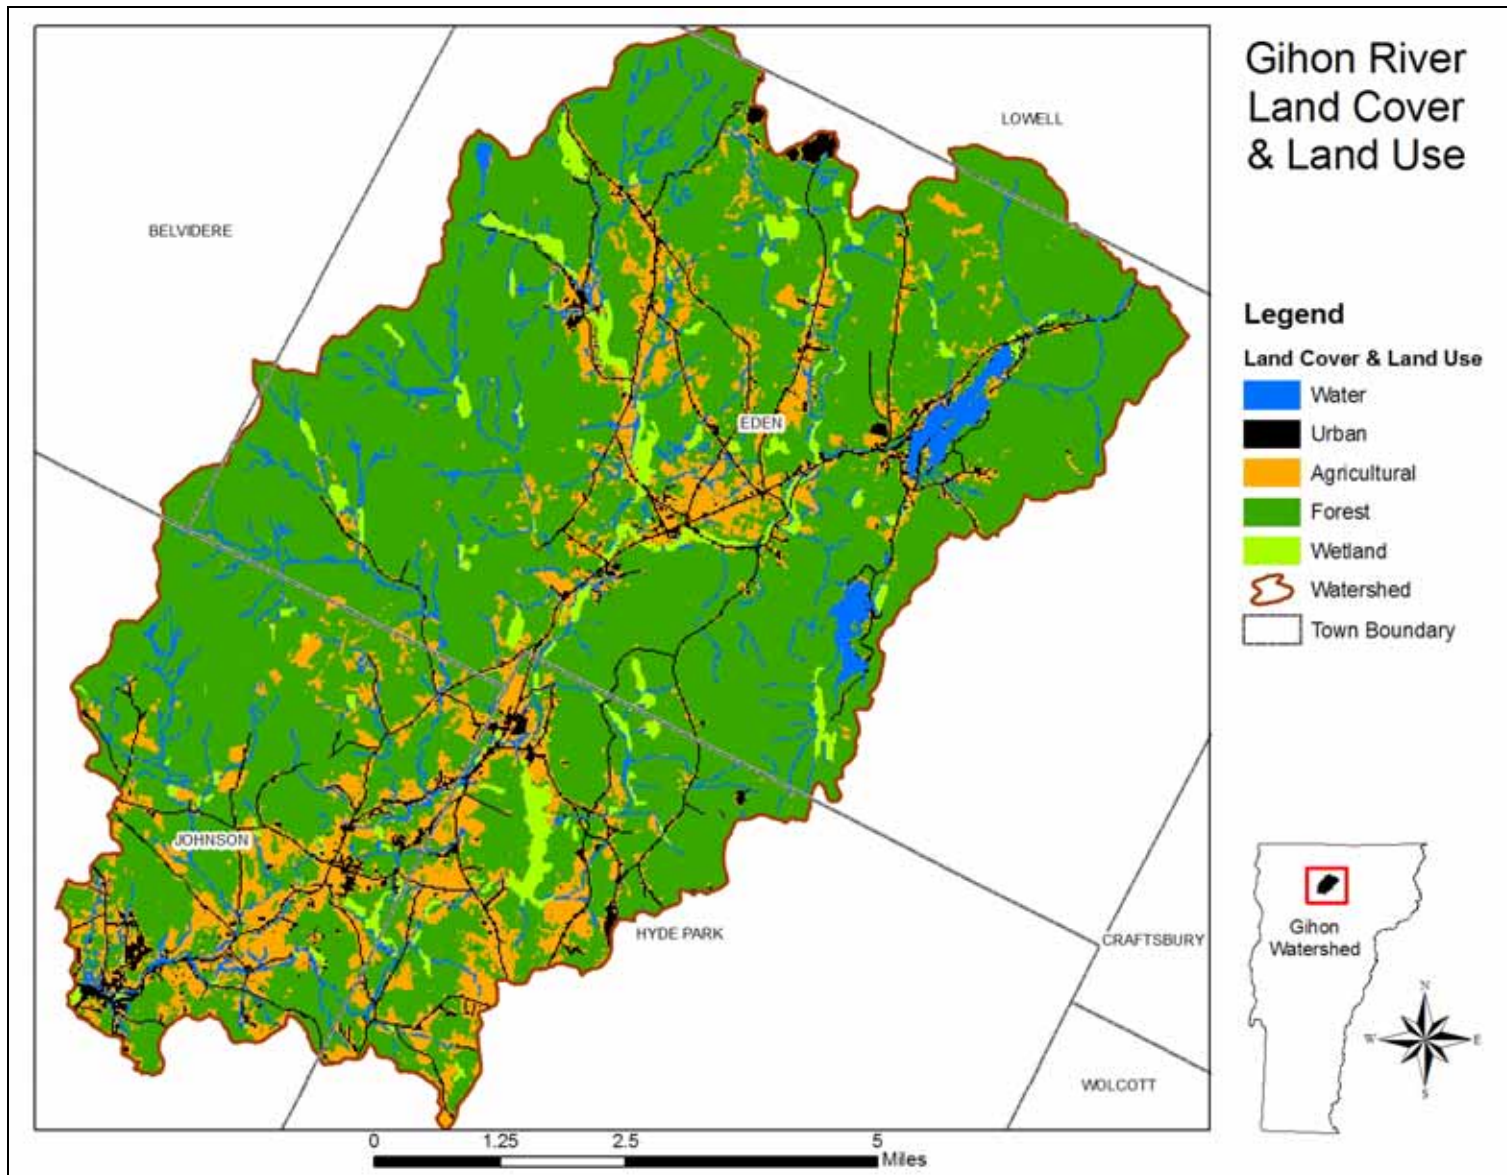 Gihon River
Land Cover
& Land Use
LOWELL
BELVIDERE
EDEN
JOHNSON
HYDE PARK
CRAFTSBURY
WOLCOTT
Legend
Land Cover & Land Use
Water
Urban
Agricultural
Forest
Wetland
Watershed
Town Boundary
Gihon
Watershed
N
W
E
S
0 1.25 2.5 5
Miles